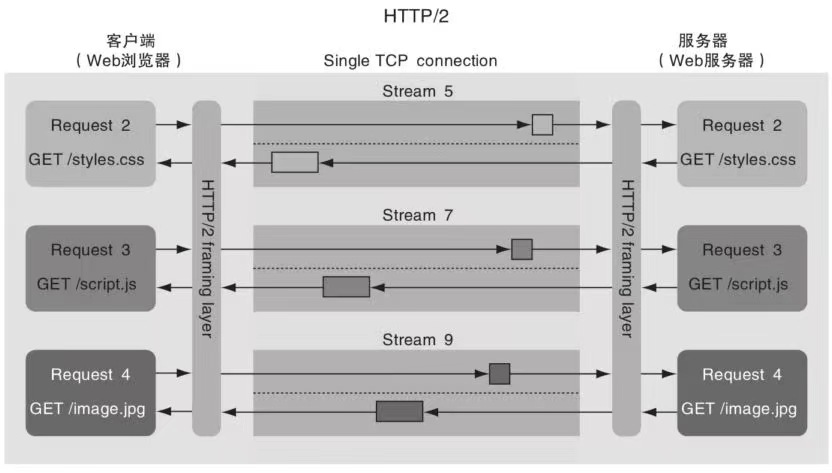 HTTP/2
客户端
（Web浏览器）
Single TCP connection
服务器
（Web服务器）
Stream 5
Request 2
GET /styles.css
Request 2
GET /styles.css
HTTP/2 framing layer
HTTP/2 framing layer
Stream 7
Request 3
GET /script.js
Request 3
GET /script.js
Stream 9
Request 4
GET /image.jpg
Request 4
GET /image.jpg